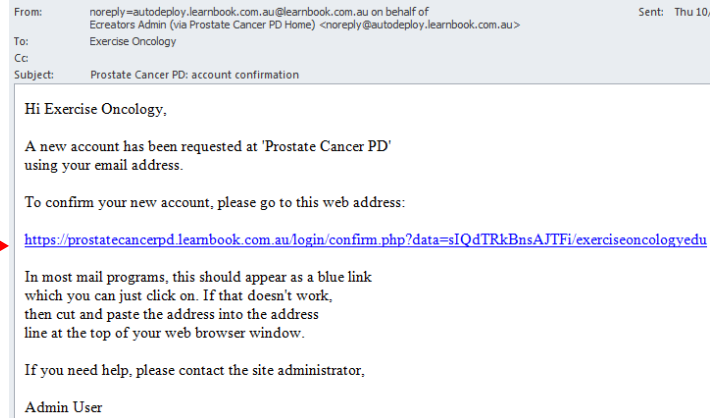 From: noreply=autodeploy.learnbook.com.au@learnbook.com.au on behalf of Sent: Thu 10/
Ecreators Admin (via Prostate Cancer PD Home) <noreply@autodeploy.learnbook.com.au>
To: Exercise Oncology
Cc:
Subject: Prostate Cancer PD: account confirmation
Hi Exercise Oncology,
A new account has been requested at 'Prostate Cancer PD'
using your email address.
To confirm your new account, please go to this web address:
https://prostatecancerpd.learnbook.com.au/login/confirm.php?data=sIQdTRkBnsAJTFi/exerciseoncologyedu
In most mail programs, this should appear as a blue link
which you can just click on. If that doesn't work,
then cut and paste the address into the address
line at the top of your web browser window.
If you need help, please contact the site administrator,
Admin User